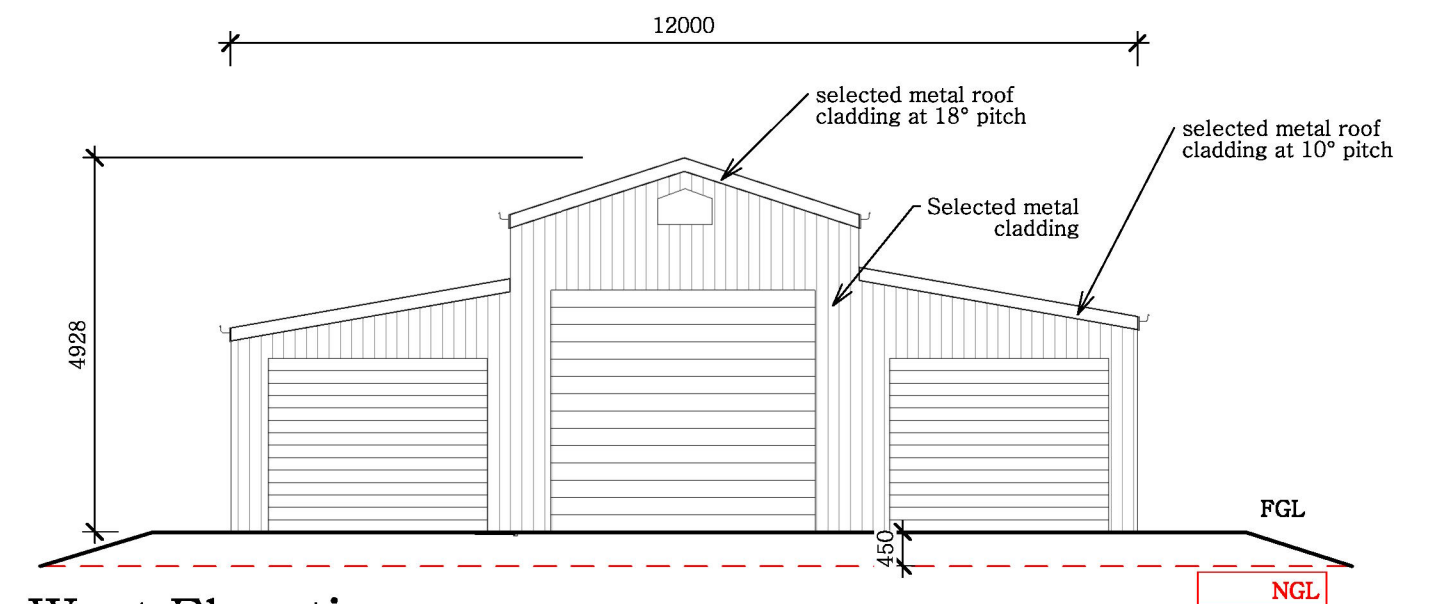 12000
selected metal roof
cladding at 18° pitch
selected metal roof
cladding at 10° pitch
Selected metal
cladding
4928
FGL
450
NGL